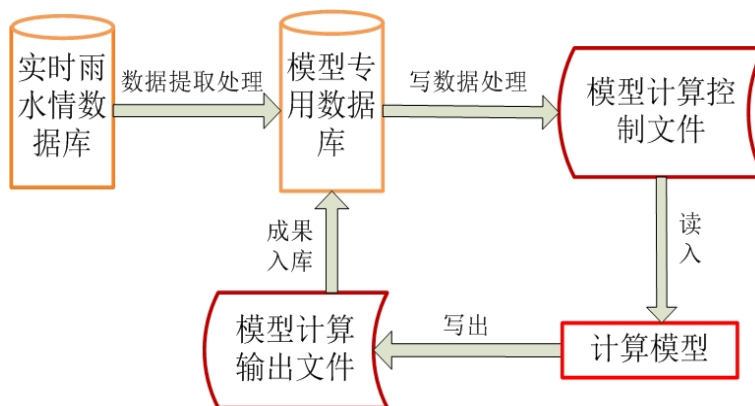 实时雨
水情数
据库
数据提取处理
模型专
用数据
库
写数据处理
模型计算控
制文件
读
入
计算模型
写出
模型计算
输出文件
成果
入库